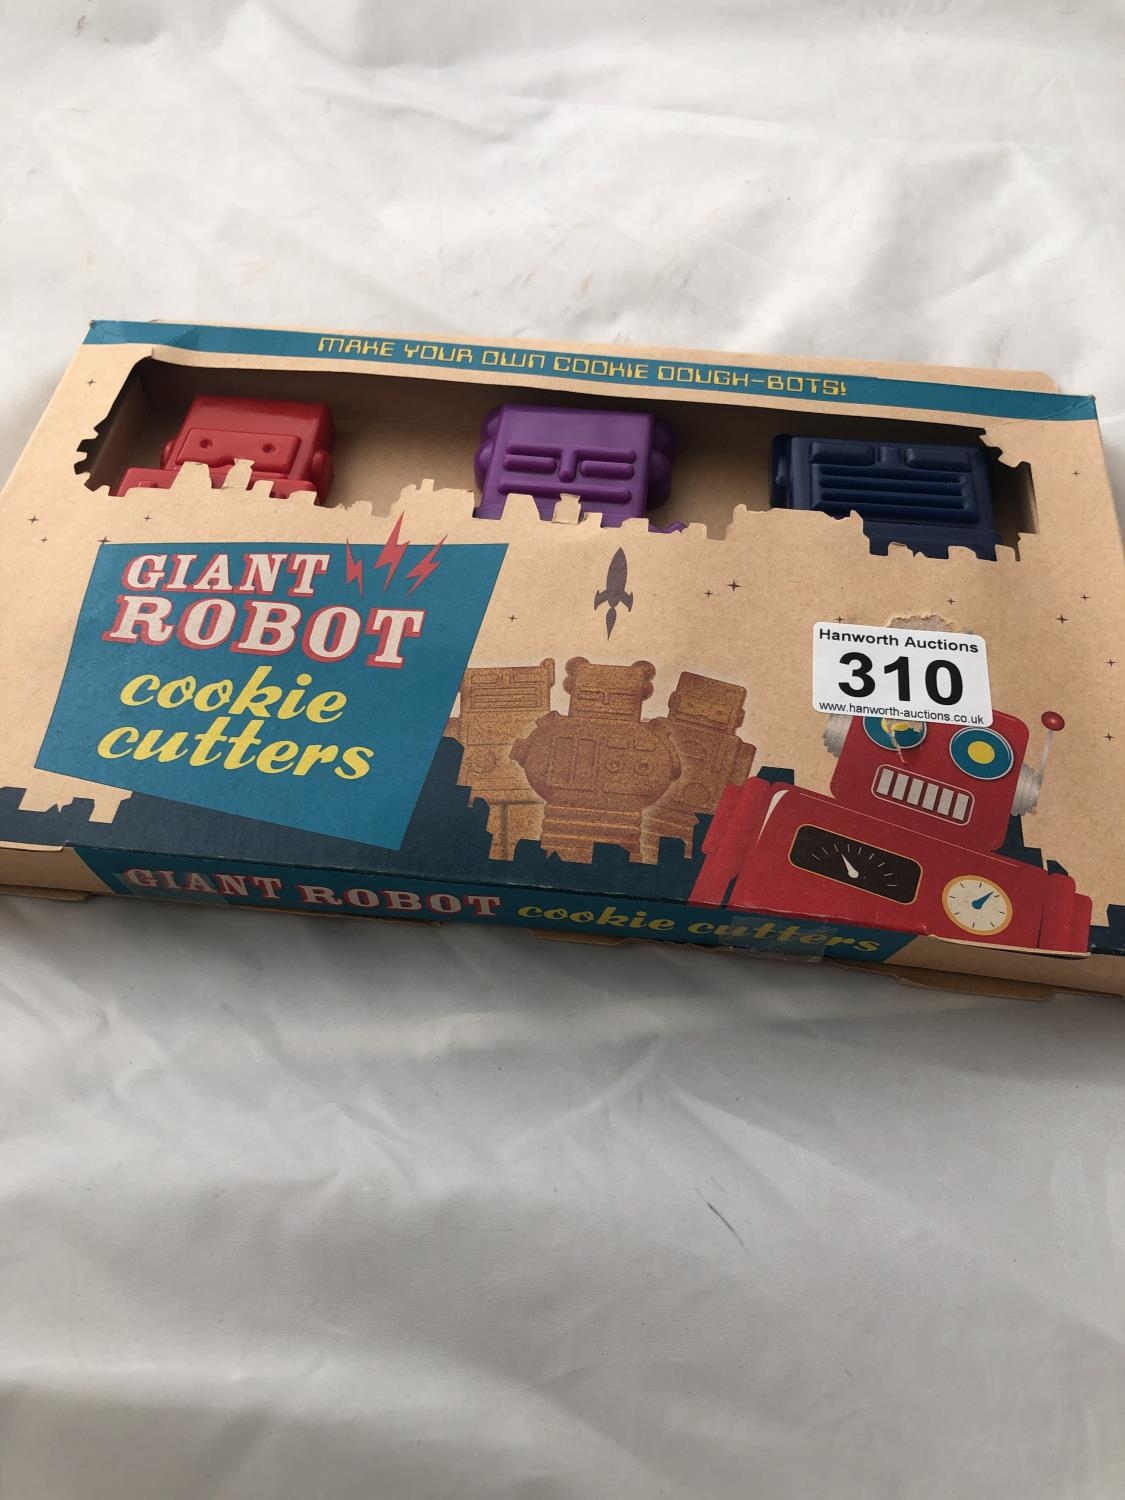 MAKE YOUR OWN COOKIE DOUGH-BOTS!
GIANT
ROBOT
cookie
cutters
Hanworth Auctions
310
www.hanworth-auctions.co.uk
GIANT ROBOT cookie cutters